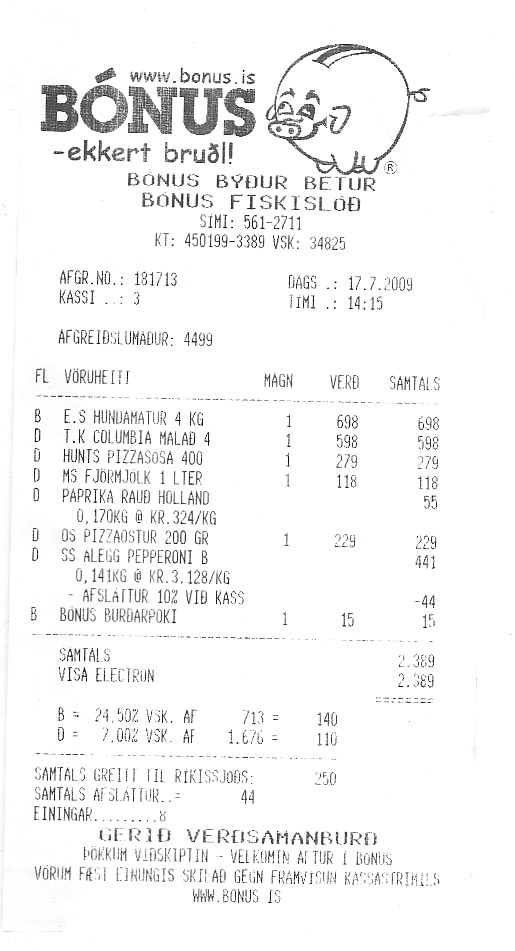 www.bonus.is
BÓNUS
-ekkert bruðl!
®
BÓNUS BÝÐUR BETUR
BÓNUS FISKISLÓÐ
SÍMI: 561-2711
KT: 450199-3389 VSK: 34825
AFGR.NO.: 181713 DAGS .: 17.7.2009
KASSI ..: 3 TÍMI .: 14:15
AFGREIÐSLUMAÐUR: 4499
FL VÖRUHEITI MAGN VERÐ SAMTALS
B E.S HUNDAMATUR 4 KG 1 698 698
D T.K COLUMBIA MALAÐ 4 1 598 598
D HUNTS PIZZASÓSA 400 1 279 279
D MS FJÖRMJÓLK 1 LTER 1 118 118
D PAPRIKA RAUÐ HOLLAND 55
0,170KG @ KR.324/KG
D OS PIZZAOSTUR 200 GR 1 229 229
D SS ALEGG PEPPERONI B 441
0,141KG @ KR.3.128/KG
- AFSLÁTTUR 10% VIÐ KASS -44
B BÓNUS BURÐARPOKI 1 15 15
SAMTALS 2.389
VISA ELECTRON 2.389
========
B = 24,50% VSK. AF 713 = 140
D = 7,00% VSK. AF 1.676 = 110
SAMTALS GREITT TIL RÍKISSJÓÐS: 250
SAMTALS AFSLÁTTUR..= 44
EININGAR.........8
GERIÐ VERÐSAMANBURÐ
ÞÖKKUM VIÐSKIPTIN - VELKOMIN AFTUR Í BÓNUS
VÖRUM FÆST EINUNGIS SKILAÐ GEGN FRAMVÍSUN KASSASTRIMILS
WWW.BONUS.IS